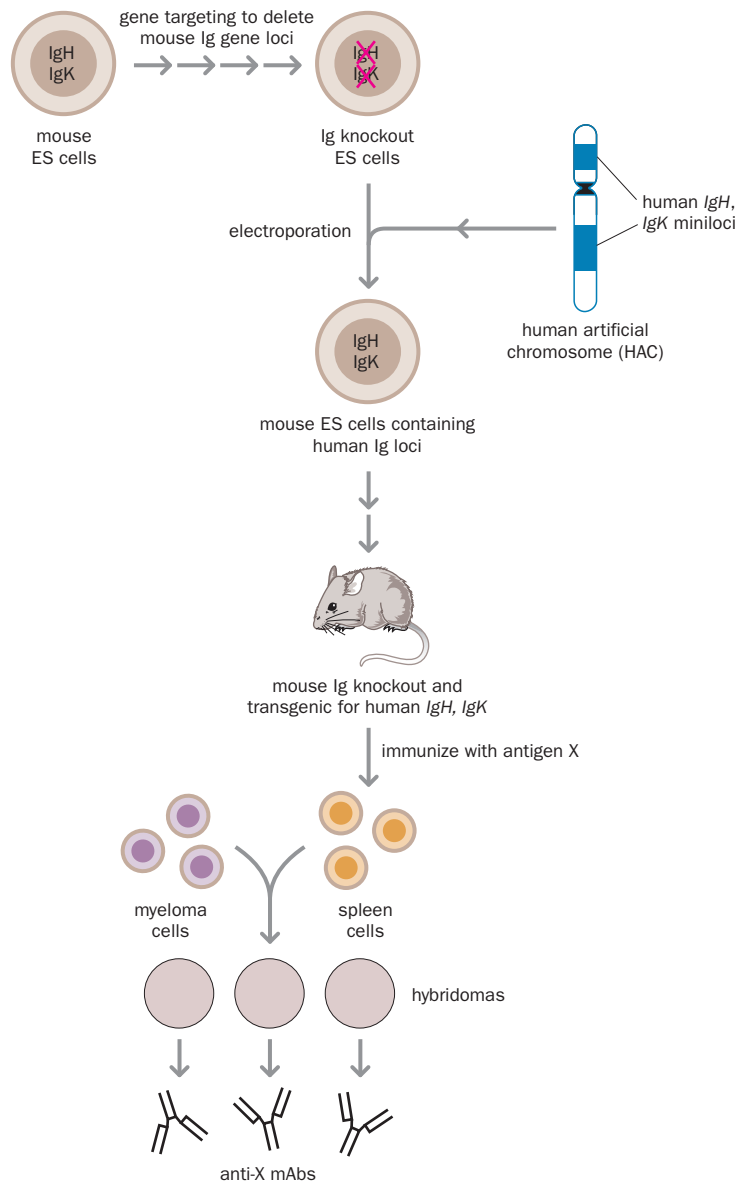 gene targeting to delete
mouse Ig gene loci
IgH
IgK
IgH
IgK
mouse
ES cells
Ig knockout
ES cells
human IgH,
IgK miniloci
electroporation
human artificial
chromosome (HAC)
IgH
IgK
mouse ES cells containing
human Ig loci
mouse Ig knockout and
transgenic for human IgH, IgK
immunize with antigen X
myeloma
cells
spleen
cells
hybridomas
anti-X mAbs